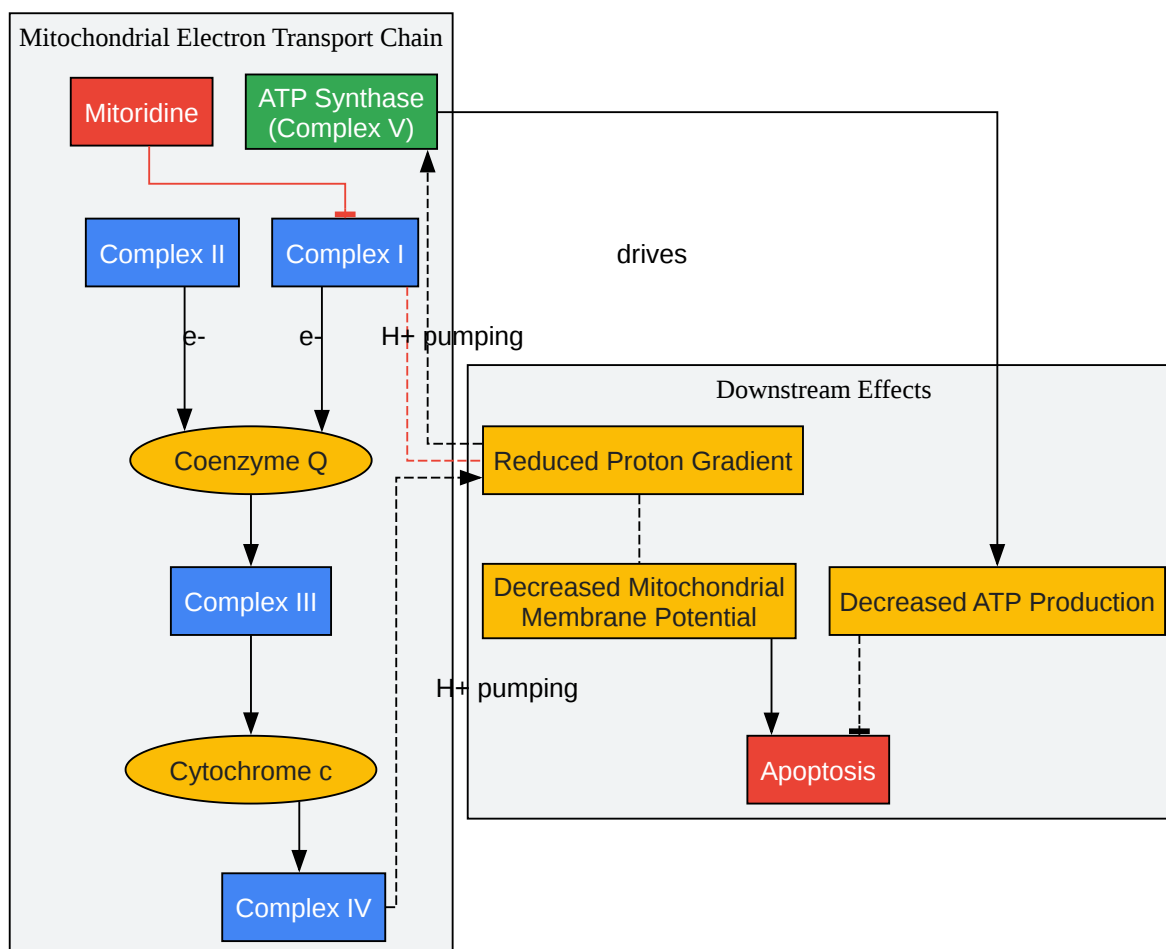 Mitochondrial Electron Transport Chain
Mitoridine
ATP Synthase
(Complex V)
Complex II
Complex I
drives
e-
e-
H+ pumping
Downstream Effects
Coenzyme Q
Reduced Proton Gradient
Complex III
Decreased Mitochondrial
Membrane Potential
Decreased ATP Production
H+ pumping
Cytochrome c
Apoptosis
Complex IV